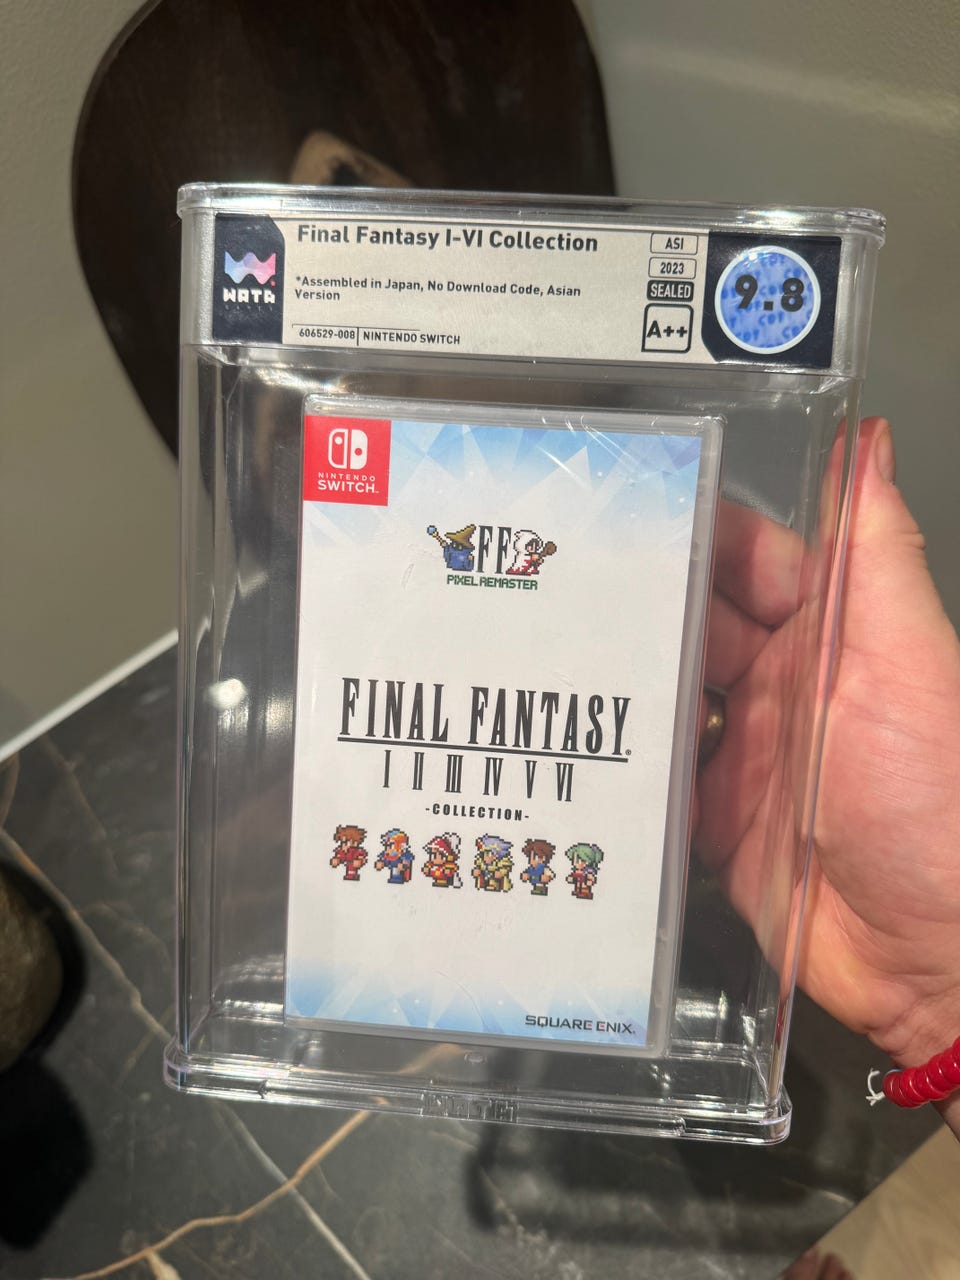 Final Fantasy I-VI Collection
*Assembled in Japan, No Download Code, Asian
Version
606529-008 NINTENDO SWITCH
WATA
ASI
2023
SEALED
A++
9.8
NINTENDO
SWITCH™
FF
PIXEL REMASTER
FINAL FANTASY®
I II III IV V VI
-COLLECTION-
SQUARE ENIX®